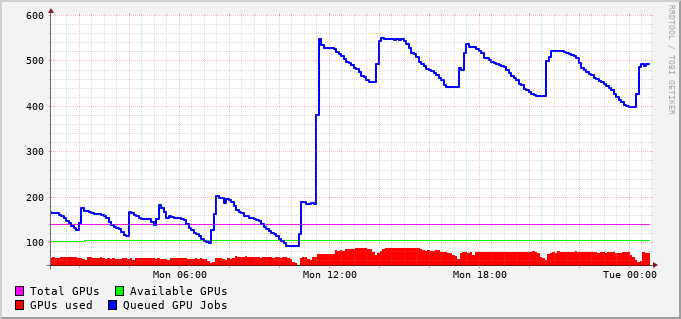 600
500
400
300
200
100
Mon 06:00 Mon 12:00 Mon 18:00 Tue 00:00
Total GPUs Available GPUs
GPUs used Queued GPU Jobs
RRDTOOL / TOBI OETIKER